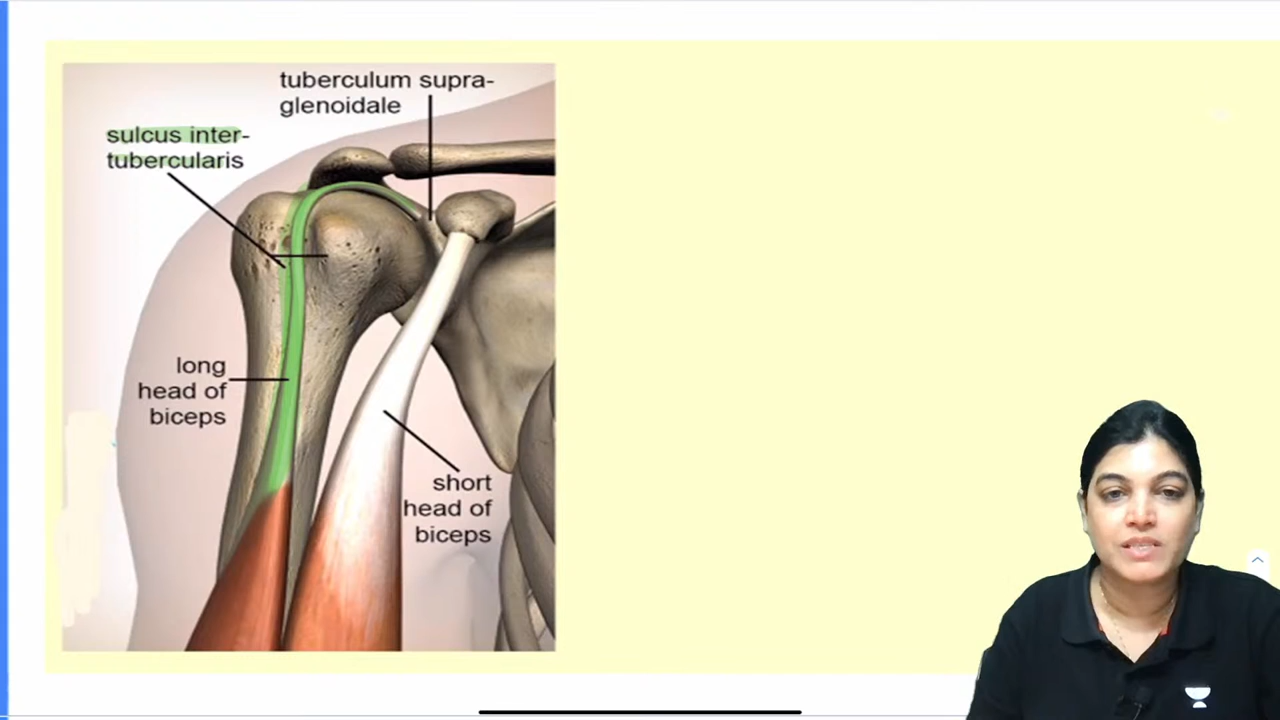 tuberculum supra-
glenoidale
sulcus inter-
tubercularis
long
head of
biceps
short
head of
biceps